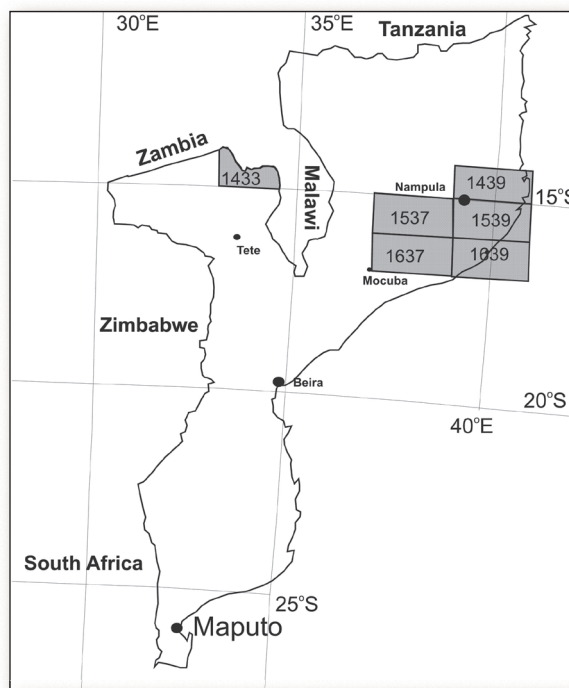 30°E
35°E
Tanzania
Zambia
1433
Malawi
Nampula
1439
15°S
1537
1539
Tete
1637
1639
Mocuba
Zimbabwe
Beira
20°S
40°E
South Africa
25°S
Maputo